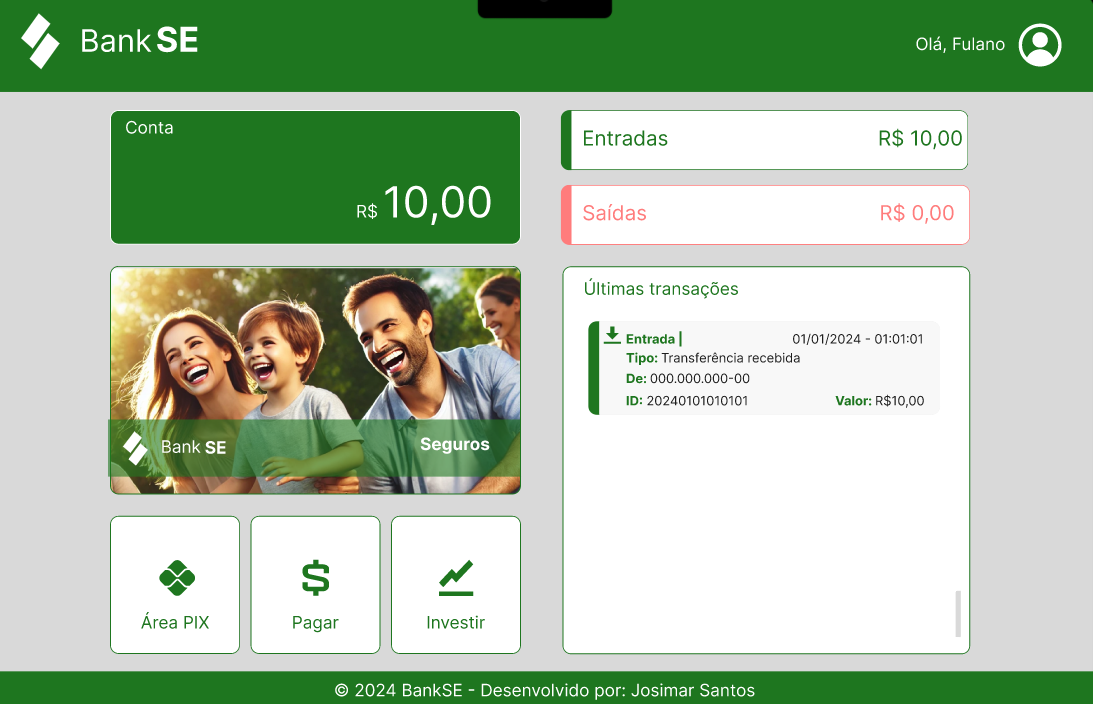 Bank SE
Olá, Fulano
Conta
R$ 10,00
Entradas R$ 10,00
Saídas R$ 0,00
Bank SE Seguros
Últimas transações
Entrada | 01/01/2024 - 01:01:01
Tipo: Transferência recebida
De: 000.000.000-00
ID: 20240101010101 Valor: R$10,00
Área PIX
Pagar
Investir
© 2024 BankSE - Desenvolvido por: Josimar Santos